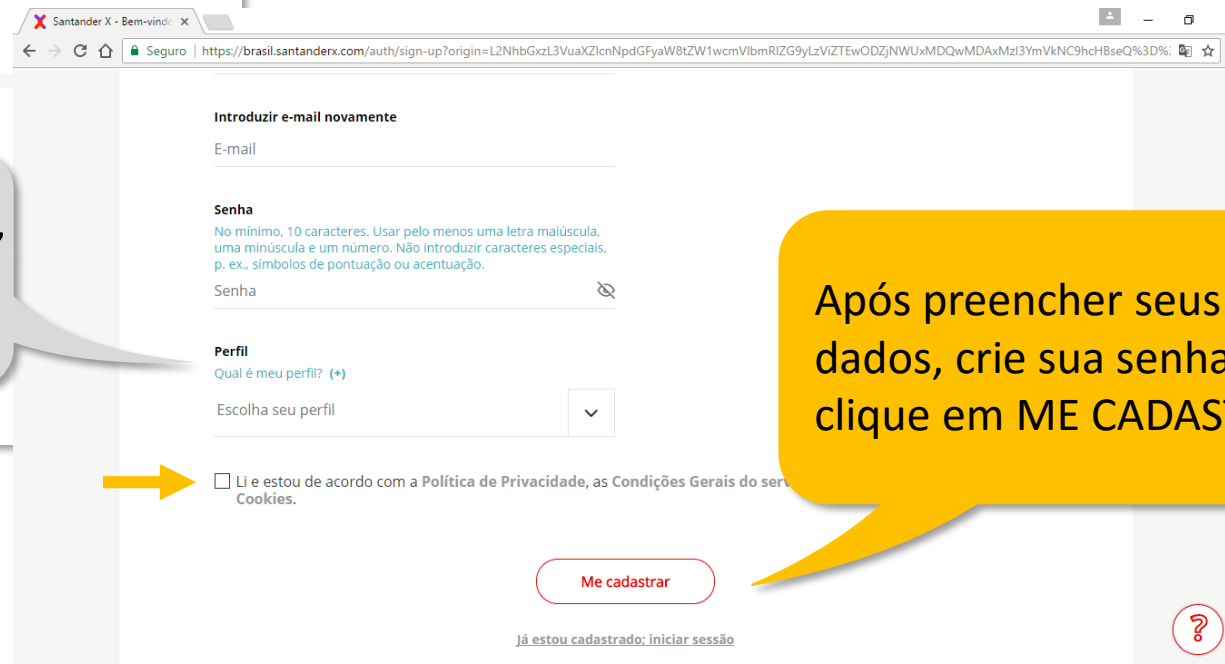 Santander X - Bem-vindo
Seguro | https://brasil.santanderx.com/auth/sign-up?origin=L2NhbGxzL3VuaXZlcnNpdGFyaW8tZW1wcmVlbmRlZG9yLzViZTEwODZjNWUxMDQwMDAxMzI3YmVkNC9hcHBseQ%3D%
Introduzir e-mail novamente
E-mail
Senha
No mínimo, 10 caracteres. Usar pelo menos uma letra maiúscula,
uma minúscula e um número. Não introduzir caracteres especiais,
p. ex., símbolos de pontuação ou acentuação.
Senha
Perfil
Qual é meu perfil? (+)
Escolha seu perfil
Li e estou de acordo com a Política de Privacidade, as Condições Gerais do
Cookies.
Após preencher seus
dados, crie sua senha
clique em ME
Me cadastrar
Já estou cadastrado; iniciar sessão
?